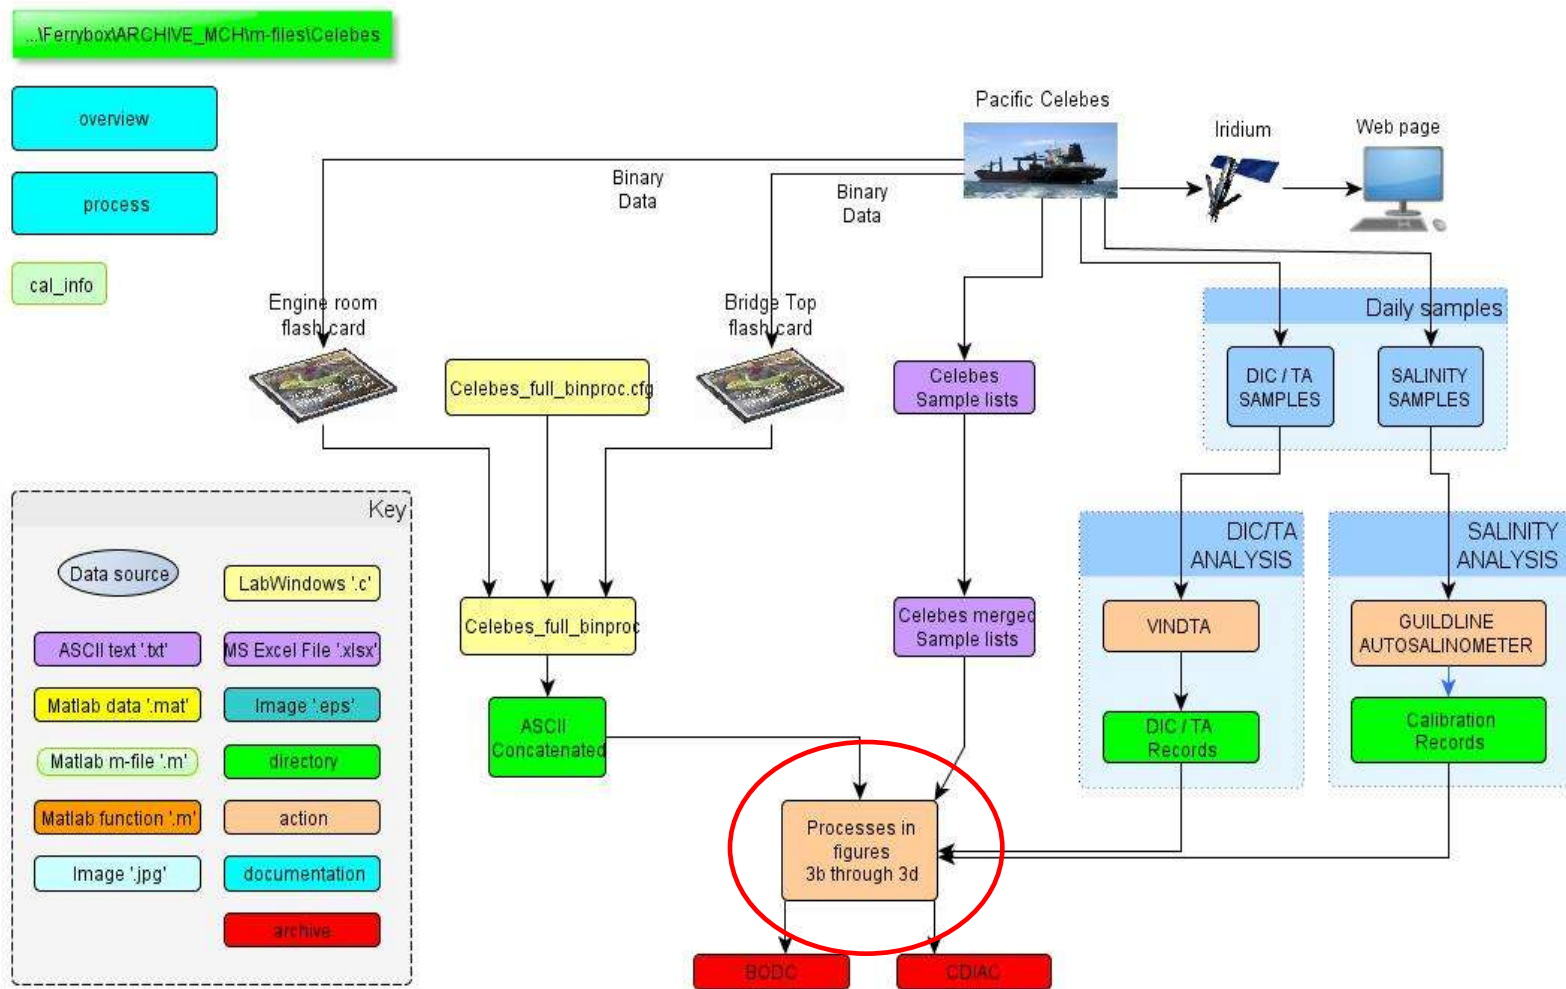 ...\Ferrybox\ARCHIVE_MCH\m-files\Celebes
overview
process
cal_info
Pacific Celebes
Iridium
Web page
Binary
Data
Binary
Data
Engine room
flash card
Bridge Top
flash card
Celebes_full_binproc.cfg
Celebes
Sample lists
Daily samples
DIC / TA
SAMPLES
SALINITY
SAMPLES
Key
Data source
LabWindows '.c'
ASCII text '.txt'
MS Excel File '.xlsx'
Matlab data '.mat'
Image '.eps'
Matlab m-file '.m'
directory
Matlab function '.m'
action
Image '.jpg'
documentation
archive
Celebes_full_binproc
Celebes merged
Sample lists
DIC/TA
ANALYSIS
SALINITY
ANALYSIS
VINDTA
GUILDLINE
AUTOSALINOMETER
ASCII
Concatenated
DIC / TA
Records
Calibration
Records
Processes in
figures
3b through 3d
BODC
CDIAC